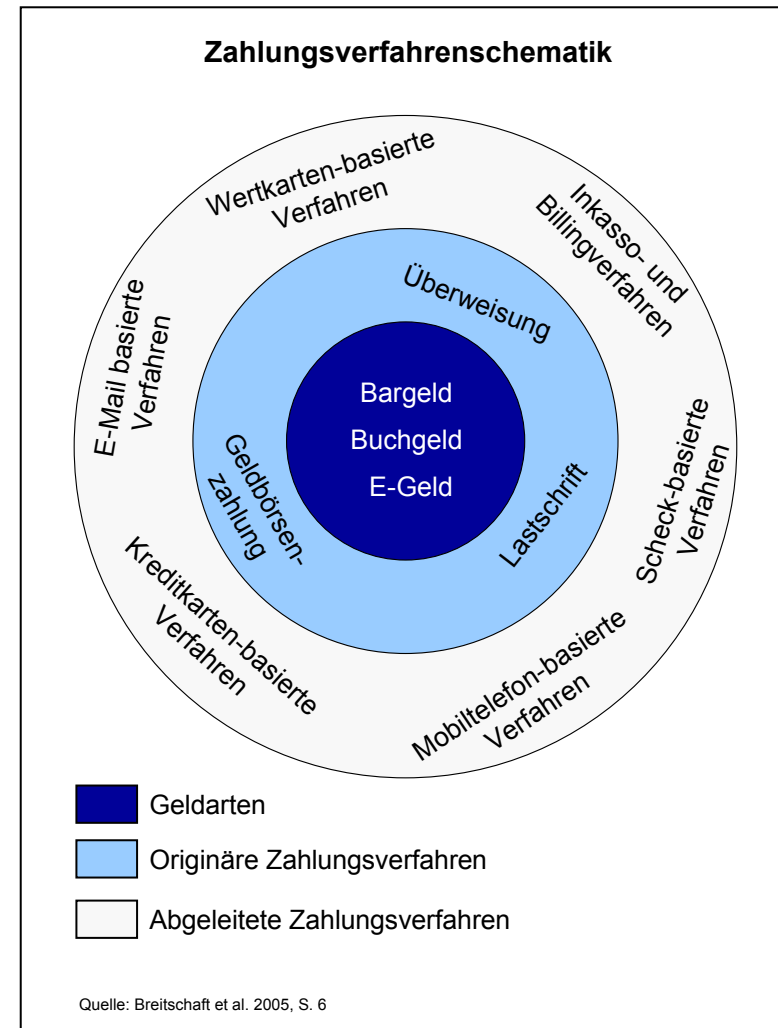 Zahlungsverfahrenschematik
Wertkarten-basierte
Verfahren
Inkasso- und
Billingverfahren
E-Mail basierte
Verfahren
Überweisung
Bargeld
Buchgeld
E-Geld
Geldbörsen-
zahlung
Lastschrift
Scheck-basierte
Verfahren
Kreditkarten-basierte
Verfahren
Mobiltelefon-basierte
Verfahren
Geldarten
Originäre Zahlungsverfahren
Abgeleitete Zahlungsverfahren
Quelle: Breitschaft et al. 2005, S. 6